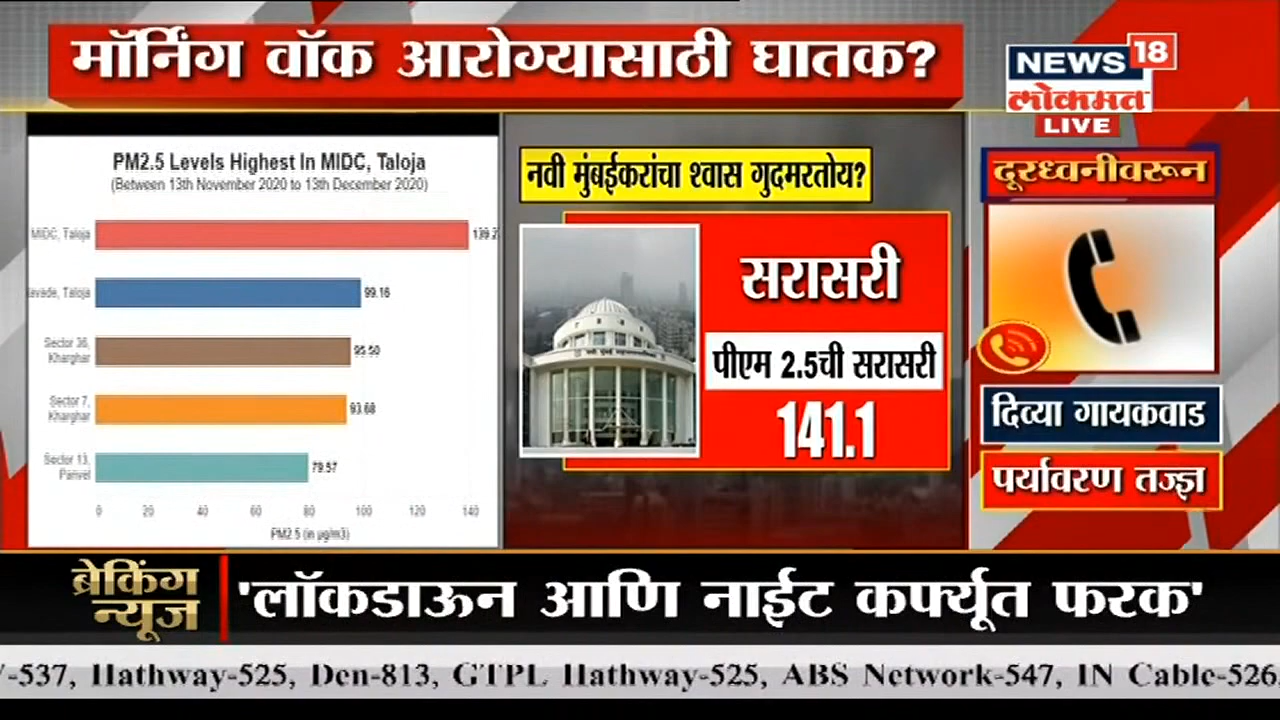 मॉर्निंग वॉक आरोग्यासाठी घातक?
NEWS 18
लोकमत
LIVE
PM2.5 Levels Highest In MIDC, Taloja
(Between 13th November 2020 to 13th December 2020)
MIDC, Taloja
139.2
Taloja
99.16
Sector 36,
Kharghar
95.50
Sector 7,
Kharghar
93.68
Sector 13,
Panvel
79.57
0 20 40 60 80 100 120 140
PM2.5 (in µg/m3)
नवी मुंबईकरांचा श्वास गुदमरतोय?
सरासरी
पीएम 2.5ची सरासरी
141.1
दूरध्वनीवरून
दिव्या गायकवाड
पर्यावरण तज्ज्ञ
ब्रेकिंग
न्यूज
'लॉकडाऊन आणि नाईट कर्फ्यूत फरक'
-537, Hathway-525, Den-813, GTPL Hathway-525, ABS Network-547, IN Cable-526,